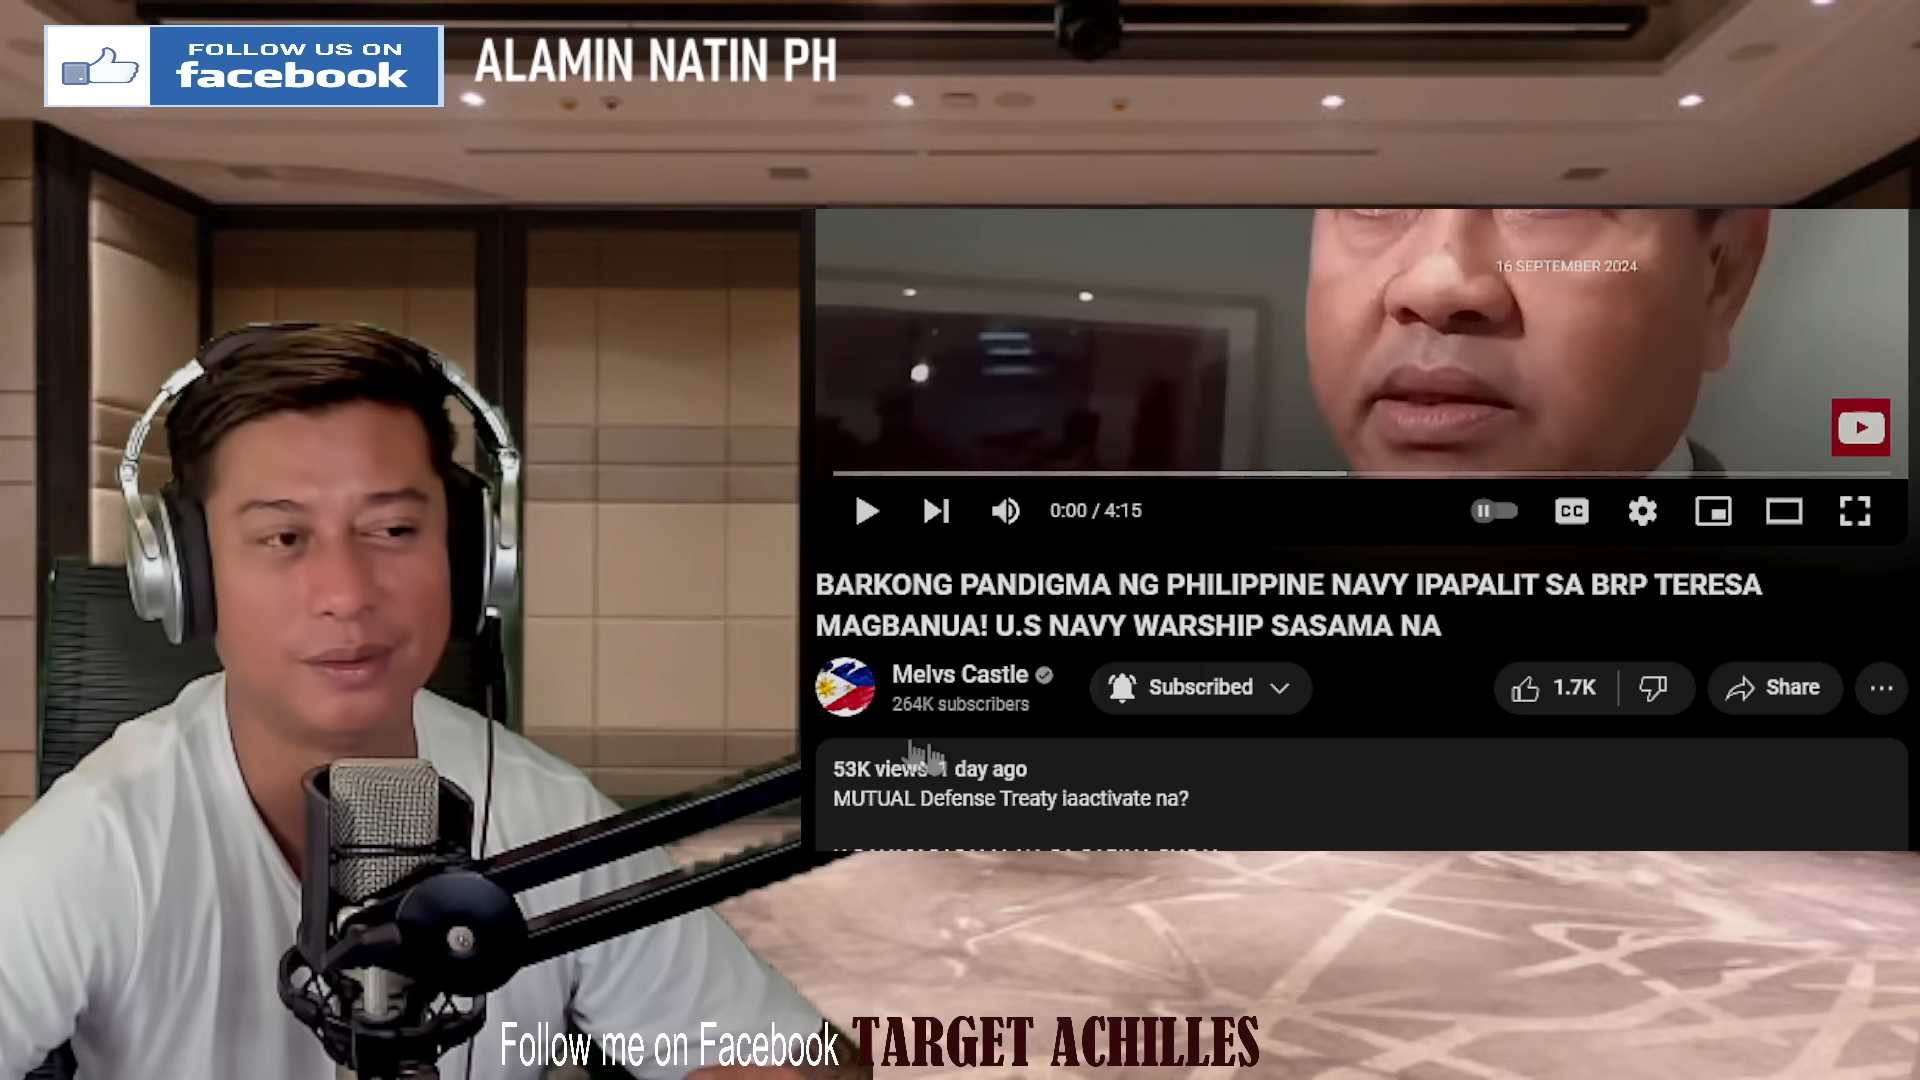 FOLLOW US ON
facebook
ALAMIN NATIN PH
16 SEPTEMBER 2024
0:00 / 4:15
CC
BARKONG PANDIGMA NG PHILIPPINE NAVY IPAPALIT SA BRP TERESA
MAGBANUA! U.S NAVY WARSHIP SASAMA NA
Melvs Castle
264K subscribers
Subscribed
1.7K
Share
53K views 1 day ago
MUTUAL Defense Treaty iaactivate na?
Follow me on Facebook TARGET ACHILLES